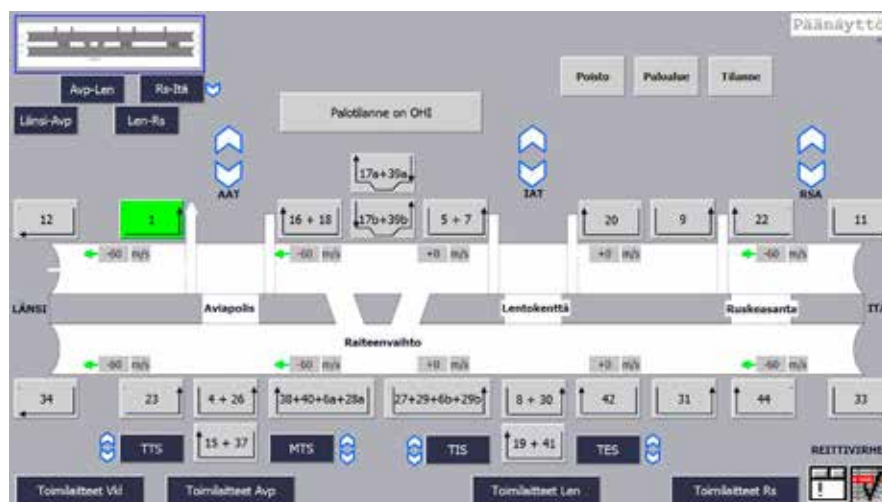 Päänäyttö
Avp-Len Rs-Itä
Länsi-Avp Len-Rs
Poisto Paloalue Tilanne
Palotilanne on OHI
17a+39a
AAT IAT RSA
12 1 16 + 18 17b+39b 5 + 7 20 9 22 11
-60 m/s -60 m/s +0 m/s +0 m/s -60 m/s
LÄNSI Aviapolis Lentokenttä Ruskeasanta ITÄ
Raiteenvaihto
-60 m/s -60 m/s +0 m/s +0 m/s -60 m/s
34 23 4 + 26 38+40+6a+28a 27+29+6b+29b 8 + 30 42 31 44 33
TTS 15 + 37 MTS TIS 19 + 41 TES
REITTIVIRHE
Toimilaitteet Vkl Toimilaitteet Avp Toimilaitteet Len Toimilaitteet Rs